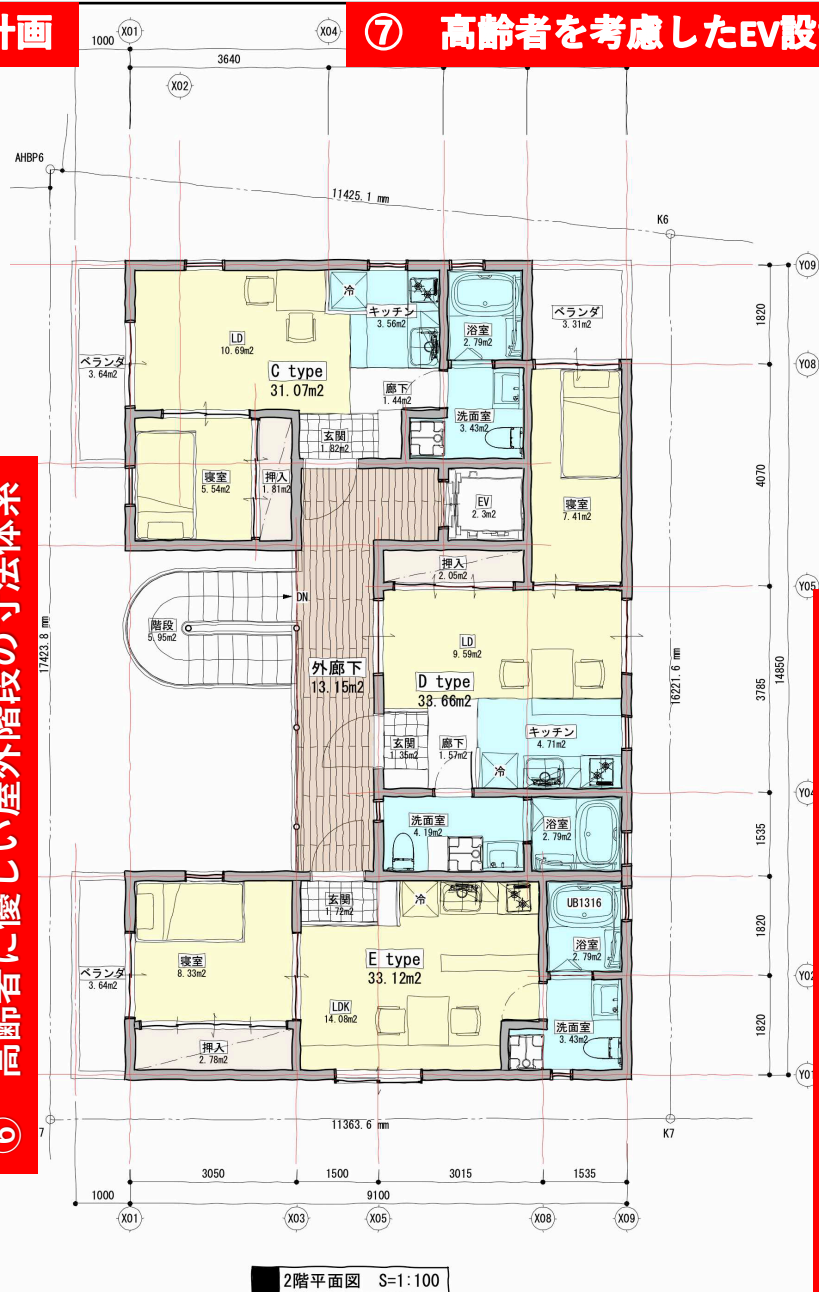 計画
⑦ 高齢者を考慮したEV設
⑥ 高齢者に優しい屋外階段の寸法体系
X01
X04
1000
3640
X02
AHBP6
11425.1 mm
K6
Y09
1820
Y08
4070
Y05
3785
14850
Y04
1535
1820
Y02
1820
Y01
17423.8 mm
16221.6 mm
ベランダ
3.64m2
LD
10.69m2
冷
キッチン
3.56m2
浴室
2.79m2
ベランダ
3.31m2
C type
31.07m2
廊下
1.44m2
洗面室
3.43m2
玄関
1.82m2
寝室
5.54m2
押入
1.81m2
EV
2.3m2
寝室
7.41m2
押入
2.05m2
階段
5.95m2
DN
外廊下
13.15m2
LD
9.59m2
D type
33.66m2
玄関
1.35m2
廊下
1.57m2
キッチン
4.71m2
冷
洗面室
4.19m2
浴室
2.79m2
ベランダ
3.64m2
寝室
8.33m2
玄関
1.72m2
冷
UB1316
浴室
2.79m2
E type
33.12m2
LDK
14.08m2
洗面室
3.43m2
押入
2.78m2
7
11363.6 mm
K7
3050
1500
3015
1535
1000
9100
X01
X03
X05
X08
X09
2階平面図 S=1:100